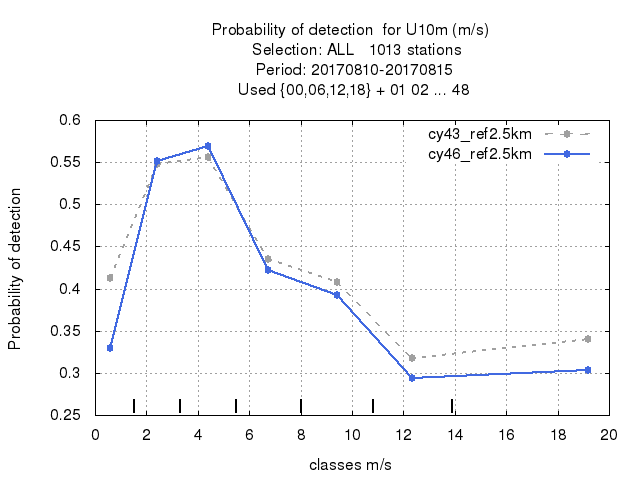 Probability of detection  for U10m (m/s)
Selection: ALL   1013 stations
Period: 20170810-20170815
Used {00,06,12,18} + 01 02 ... 48
cy43_ref2.5km
cy46_ref2.5km
Probability of detection
0.6
0.55
0.5
0.45
0.4
0.35
0.3
0.25
0 2 4 6 8 10 12 14 16 18 20
classes m/s